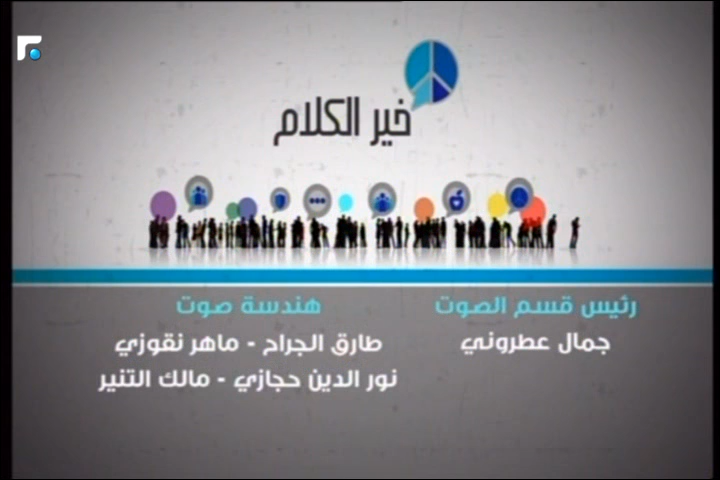 خير الكلام
رئيس قسم الصوت
جمال عطروني
هندسة صوت
طارق الجراح - ماهر نقوزي
نور الدين حجازي - مالك التنير